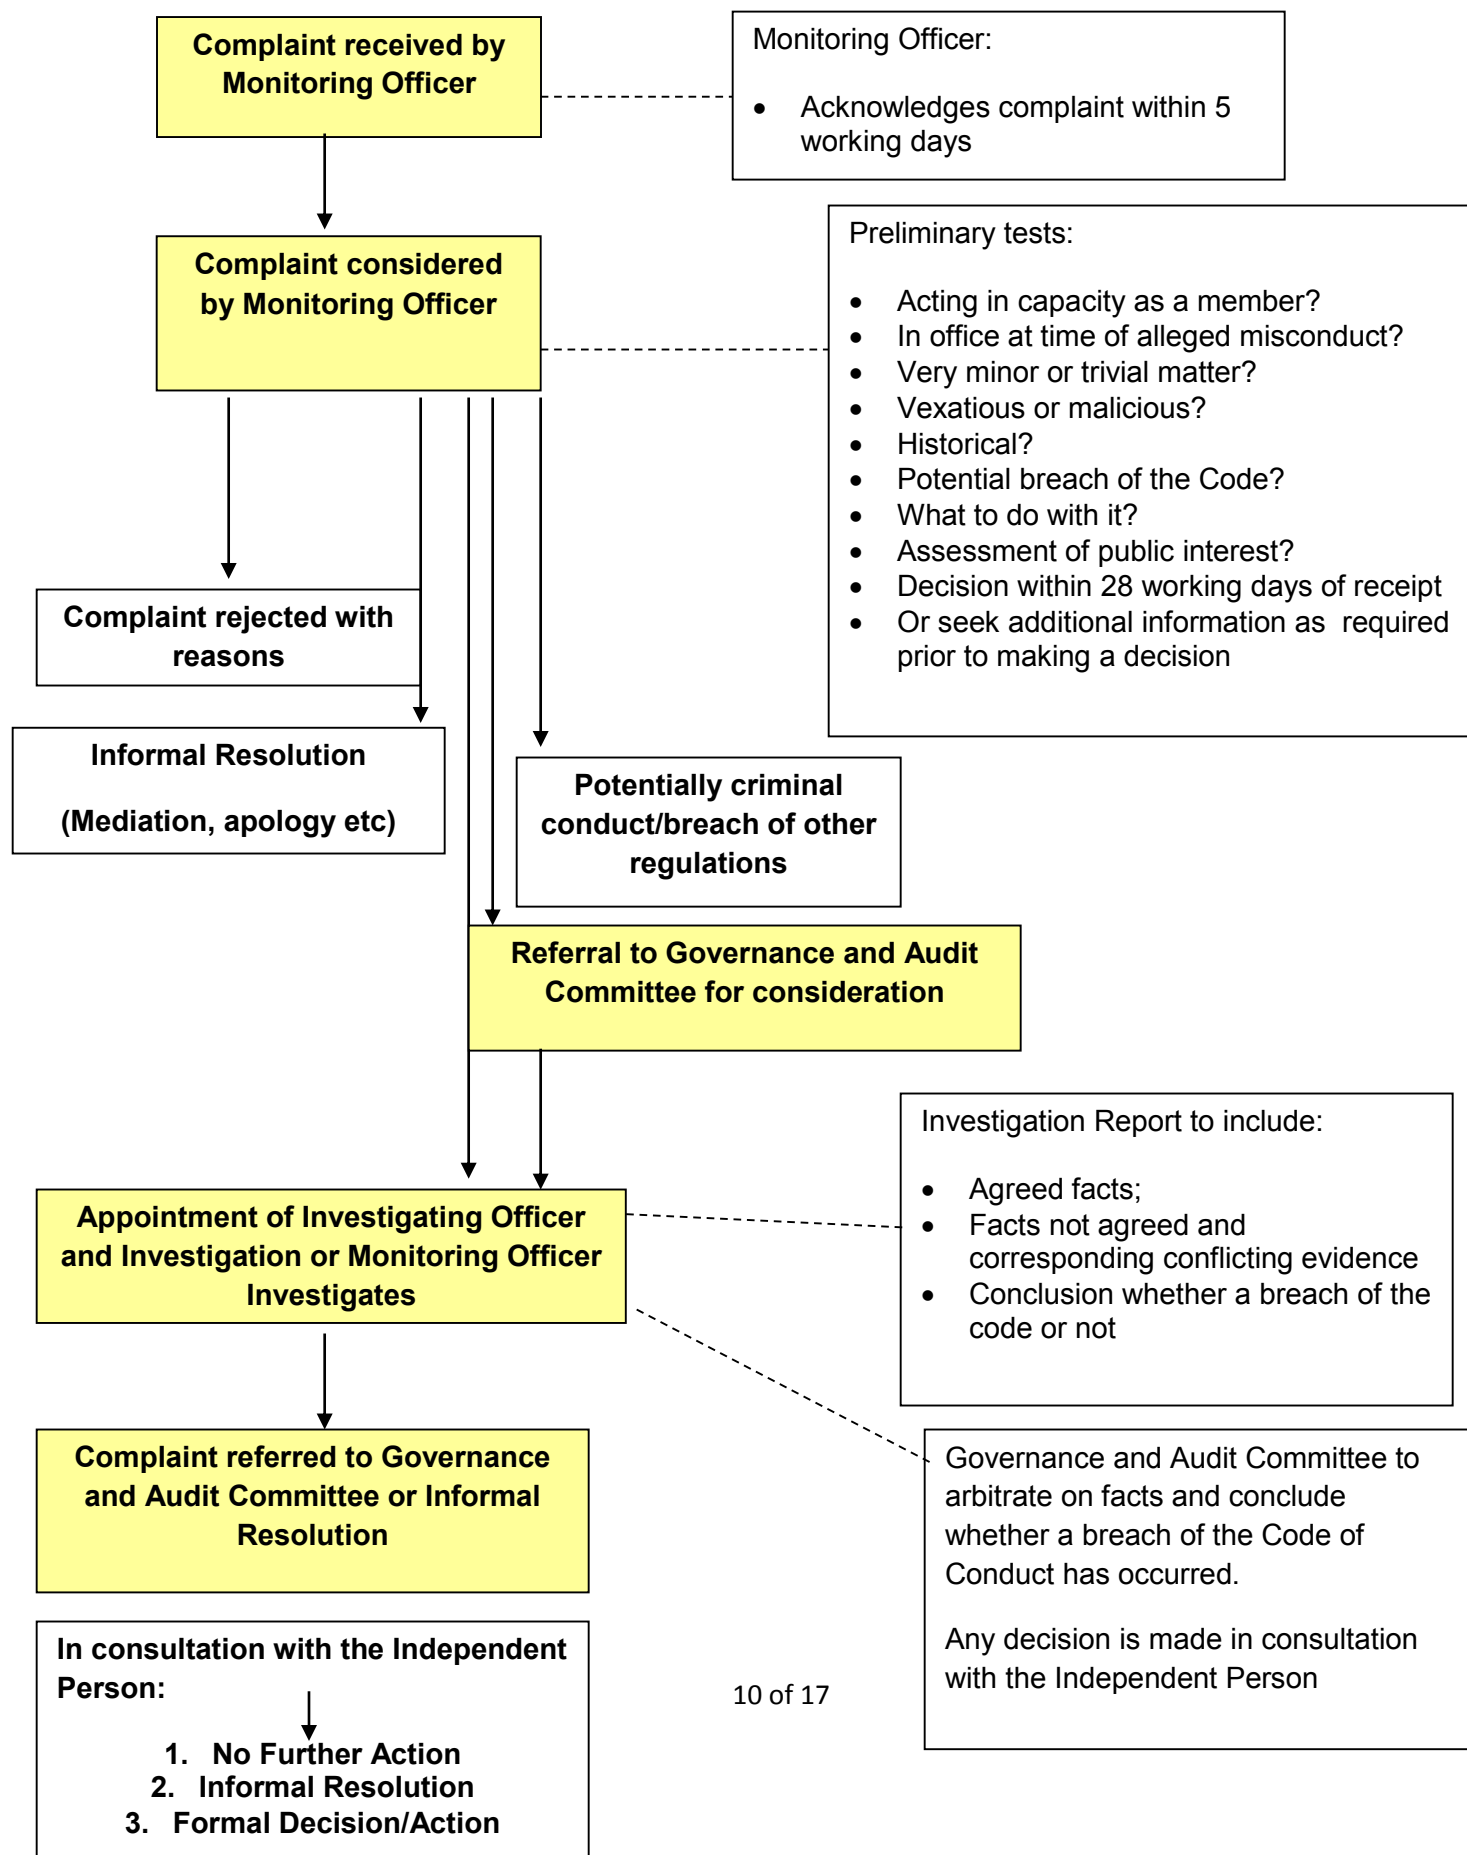 Complaint received by
Monitoring Officer
Monitoring Officer:
• Acknowledges complaint within 5
working days
Complaint considered
by Monitoring Officer
Preliminary tests:
• Acting in capacity as a member?
• In office at time of alleged misconduct?
• Very minor or trivial matter?
• Vexatious or malicious?
• Historical?
• Potential breach of the Code?
• What to do with it?
• Assessment of public interest?
• Decision within 28 working days of receipt
• Or seek additional information as  required
prior to making a decision
Complaint rejected with
reasons
Informal Resolution
(Mediation, apology etc)
Potentially criminal
conduct/breach of other
regulations
Referral to Governance and Audit
Committee for consideration
Investigation Report to include:
• Agreed facts;
• Facts not agreed and
corresponding conflicting evidence
• Conclusion whether a breach of the
code or not
Appointment of Investigating Officer
and Investigation or Monitoring Officer
Investigates
Complaint referred to Governance
and Audit Committee or Informal
Resolution
Governance and Audit Committee to
arbitrate on facts and conclude
whether a breach of the Code of
Conduct has occurred.
Any decision is made in consultation
with the Independent Person
In consultation with the Independent
Person:
1. No Further Action
2. Informal Resolution
3. Formal Decision/Action
10 of 17